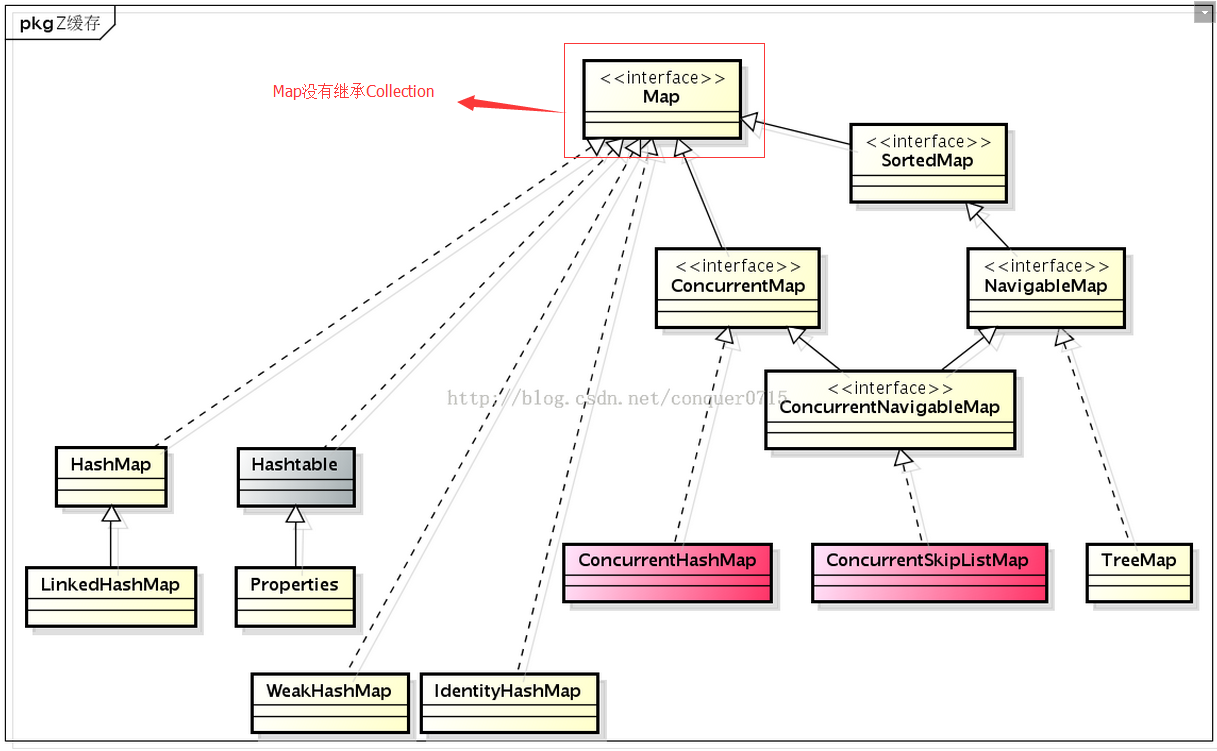 pkg Z缓存
Map没有继承Collection
<<interface>>
Map
<<interface>>
SortedMap
<<interface>>
ConcurrentMap
<<interface>>
NavigableMap
<<interface>>
ConcurrentNavigableMap
http://blog.csdn.net/conquer0715
HashMap
Hashtable
LinkedHashMap
Properties
ConcurrentHashMap
ConcurrentSkipListMap
TreeMap
WeakHashMap
IdentityHashMap